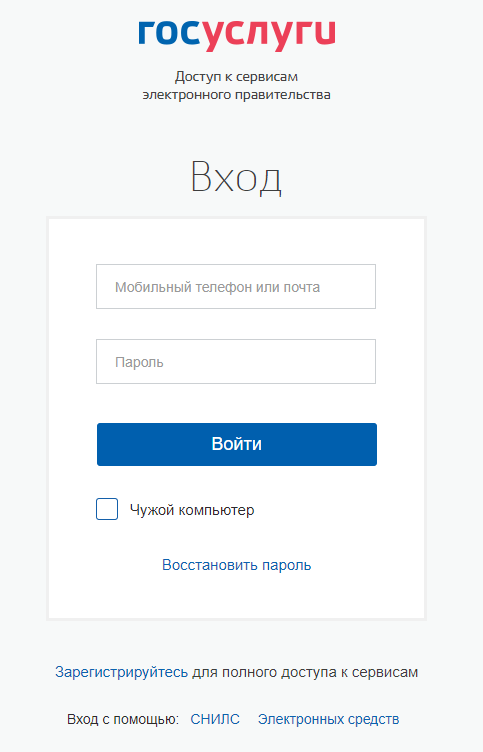 госуслуги
Доступ к сервисам
электронного правительства
Вход
Мобильный телефон или почта
Пароль
Войти
Чужой компьютер
Восстановить пароль
Зарегистрируйтесь для полного доступа к сервисам
Вход с помощью: СНИЛС Электронных средств